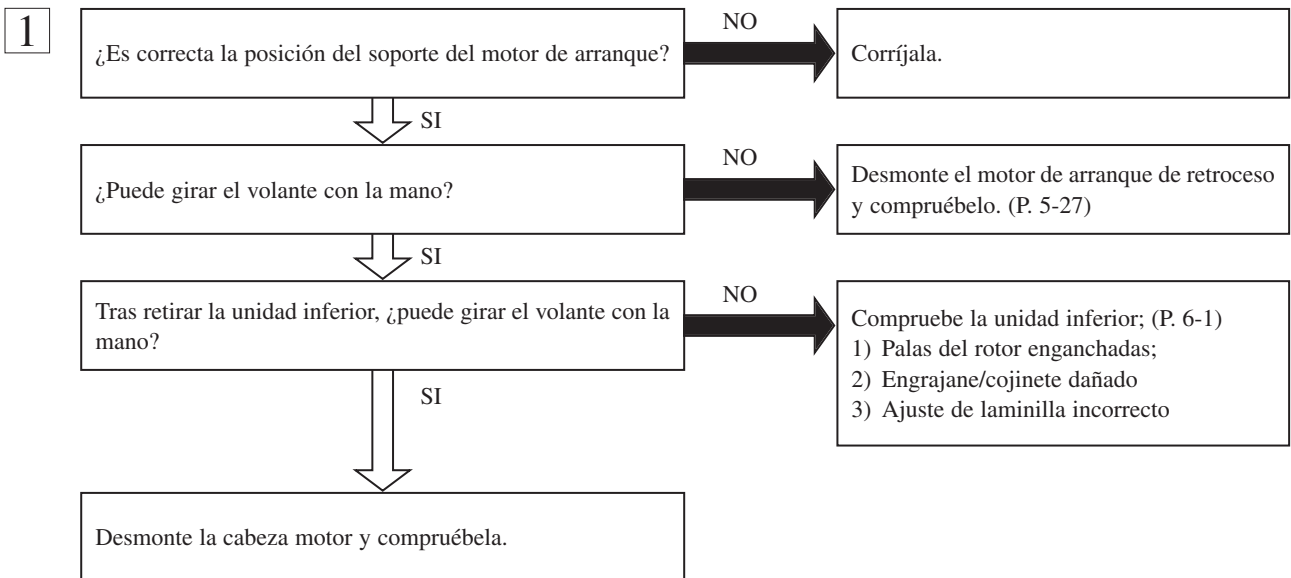 1
¿Es correcta la posición del soporte del motor de arranque?
NO
Corríjala.
SI
¿Puede girar el volante con la mano?
NO
Desmonte el motor de arranque de retroceso
y compruébelo. (P. 5-27)
SI
Tras retirar la unidad inferior, ¿puede girar el volante con la
mano?
NO
Compruebe la unidad inferior; (P. 6-1)
1) Palas del rotor enganchadas;
2) Engrajane/cojinete dañado
3) Ajuste de laminilla incorrecto
SI
Desmonte la cabeza motor y compruébela.